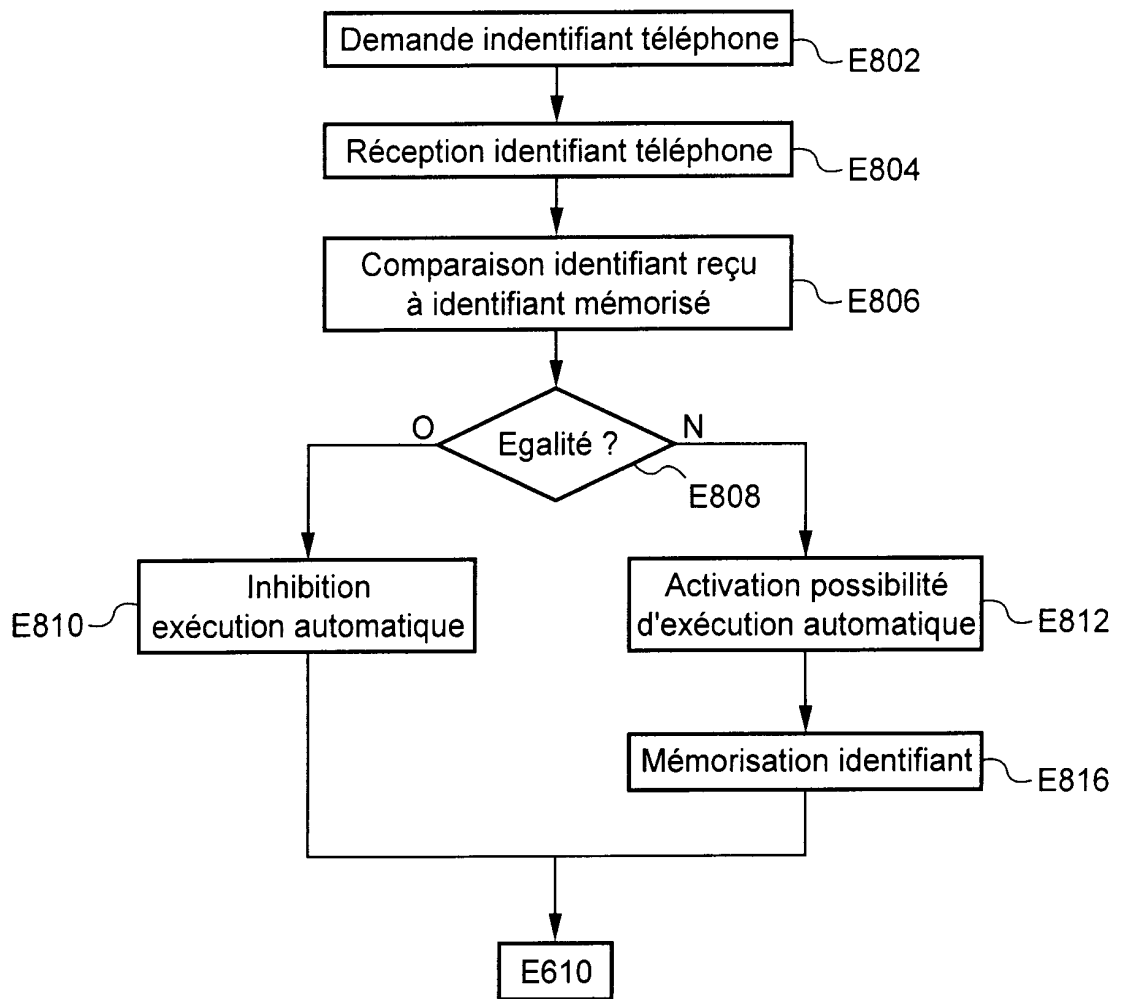 Demande indentifiant téléphone
E802
Réception identifiant téléphone
E804
Comparaison identifiant reçu
à identifiant mémorisé
E806
O
Egalité ?
N
E808
Inhibition
exécution automatique
E810
Activation possibilité
d'exécution automatique
E812
Mémorisation identifiant
E816
E610